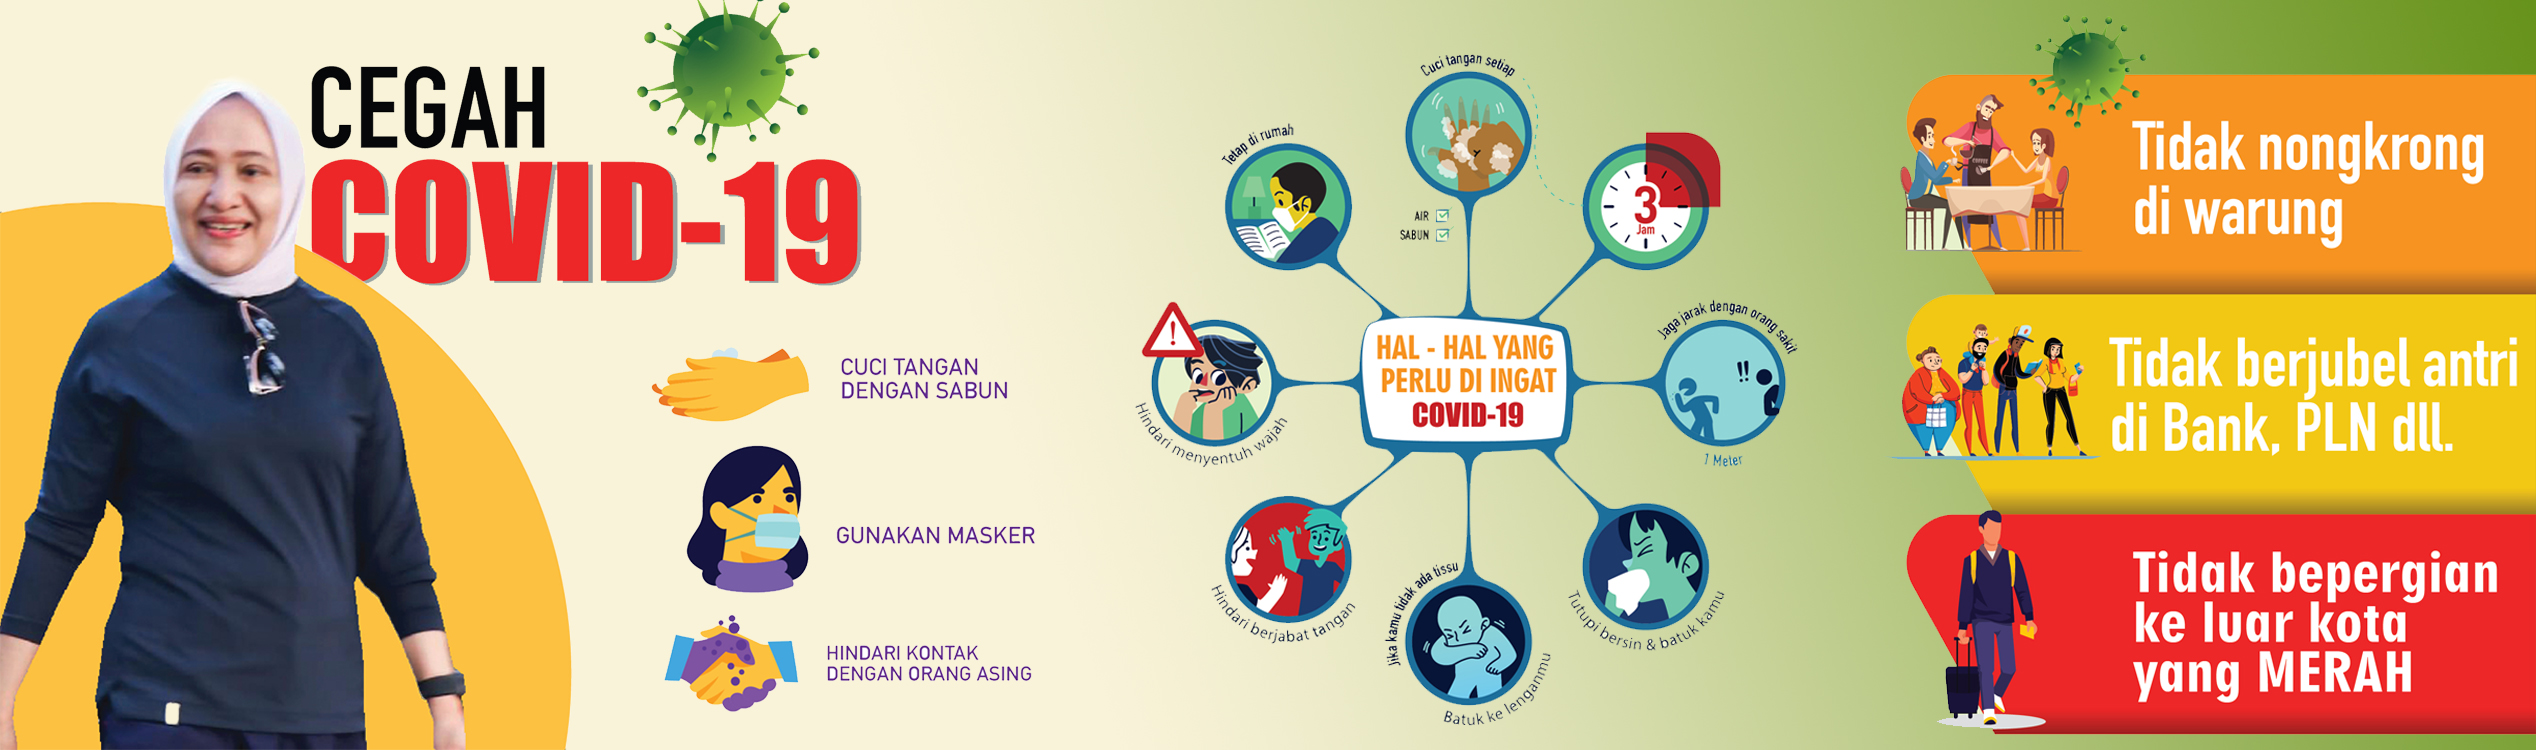 CEGAH
COVID-19
CUCI TANGAN
DENGAN SABUN
GUNAKAN MASKER
HINDARI KONTAK
DENGAN ORANG ASING
Cuci tangan setiap
AIR
SABUN
3
Jam
Tetap di rumah
Hindari menyentuh wajah
HAL - HAL YANG
PERLU DI INGAT
COVID-19
Jaga jarak dengan orang sakit
!!
1 Meter
Hindari berjabat tangan
Jika kamu tidak ada tissu
Batuk ke lenganmu
Tutupi bersin & batuk kamu
Tidak nongkrong
di warung
Tidak berjubel antri
di Bank, PLN dll.
Tidak bepergian
ke luar kota
yang MERAH